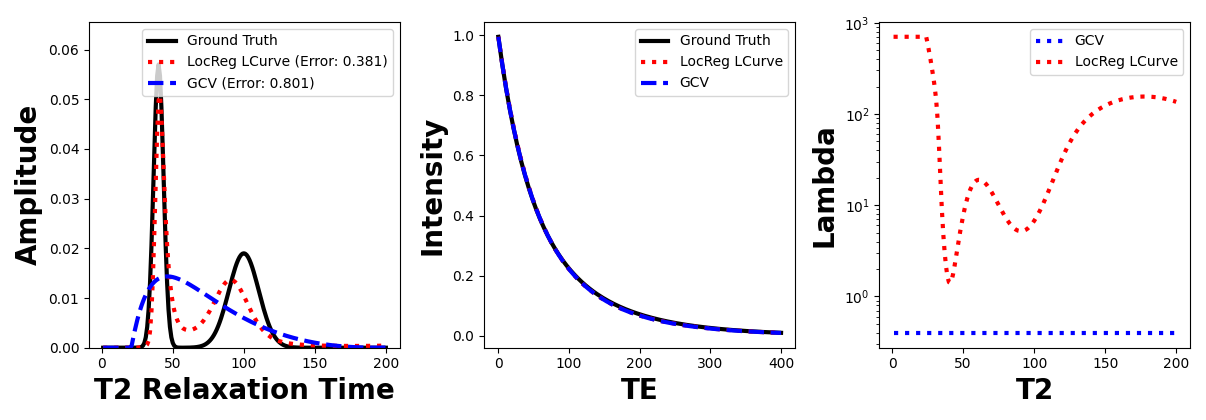 Amplitude
0.06
0.05
0.04
0.03
0.02
0.01
0.00
Ground Truth
LocReg LCurve (Error: 0.381)
GCV (Error: 0.801)
0 50 100 150 200
T2 Relaxation Time
Intensity
1.0
0.8
0.6
0.4
0.2
0.0
Ground Truth
LocReg LCurve
GCV
0 100 200 300 400
TE
Lambda
10³
10²
10¹
10⁰
GCV
LocReg LCurve
0 50 100 150 200
T2